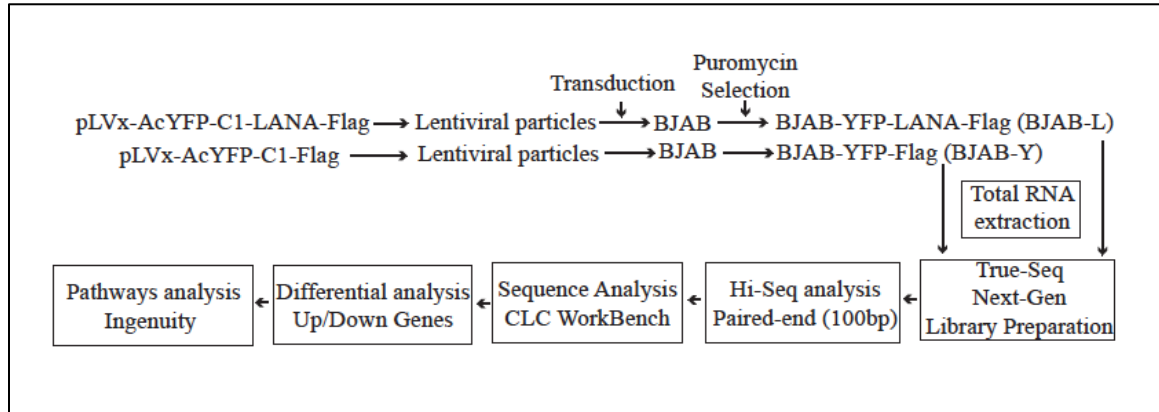 Transduction
Puromycin
Selection
pLVx-AcYFP-C1-LANA-Flag Lentiviral particles BJAB BJAB-YFP-LANA-Flag (BJAB-L)
pLVx-AcYFP-C1-Flag Lentiviral particles BJAB BJAB-YFP-Flag (BJAB-Y)
Total RNA
extraction
True-Seq
Next-Gen
Library Preparation
Hi-Seq analysis
Paired-end (100bp)
Sequence Analysis
CLC WorkBench
Differential analysis
Up/Down Genes
Pathways analysis
Ingenuity